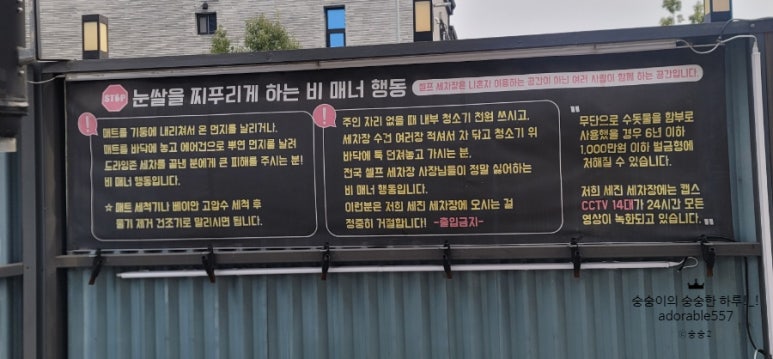 STOP 눈쌀을 찌푸리게 하는 비 매너 행동
셀프 세차장은 나혼자 이용하는 공간이 아닌 여러 사람이 함께 하는 공간입니다
매트를 기둥에 내리쳐서 온 먼지를 날리거나,
매트를 바닥에 놓고 에어건으로 뿌연 먼지를 날려
드라잉존 세차를 끝낸 분에게 큰 피해를 주시는 분!
비 매너 행동입니다.
☆ 매트 세척기나 베이안 고압수 세척 후
물기 제거 건조기로 말리시면 됩니다.
주인 자리 없을 때 내부 청소기 천원 쓰시고,
세차장 수건 여러장 적셔서 차 닦고 청소기 위
바닥에 툭 던져놓고 가시는 분.
전국 셀프 세차장 사장님들이 정말 싫어하는
비 매너 행동입니다.
이런분은 저희 세진 세차장에 오시는 걸
정중히 거절합니다! -출입금지-
"
무단으로 수돗물을 함부로
사용했을 경우 6년 이하
1,000만원 이하 벌금형에
처해질 수 있습니다.
저희 세진 세차장에는 캡스
CCTV 14대가 24시간 모든
영상이 녹화되고 있습니다.
"
숭숭이의 숭숭한 하루!_!
adorable557
ⓒ숭숭2